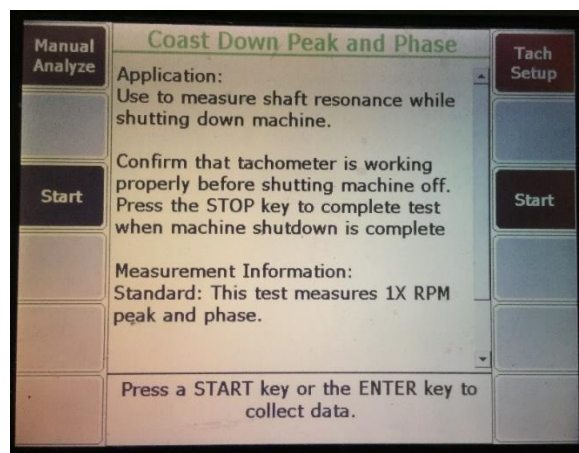 Manual
Analyze
Coast Down Peak and Phase
Tach
Setup
Application:
Use to measure shaft resonance while
shutting down machine.
Confirm that tachometer is working
properly before shutting machine off.
Press the STOP key to complete test
when machine shutdown is complete
Start
Start
Measurement Information:
Standard: This test measures 1X RPM
peak and phase.
Press a START key or the ENTER key to
collect data.